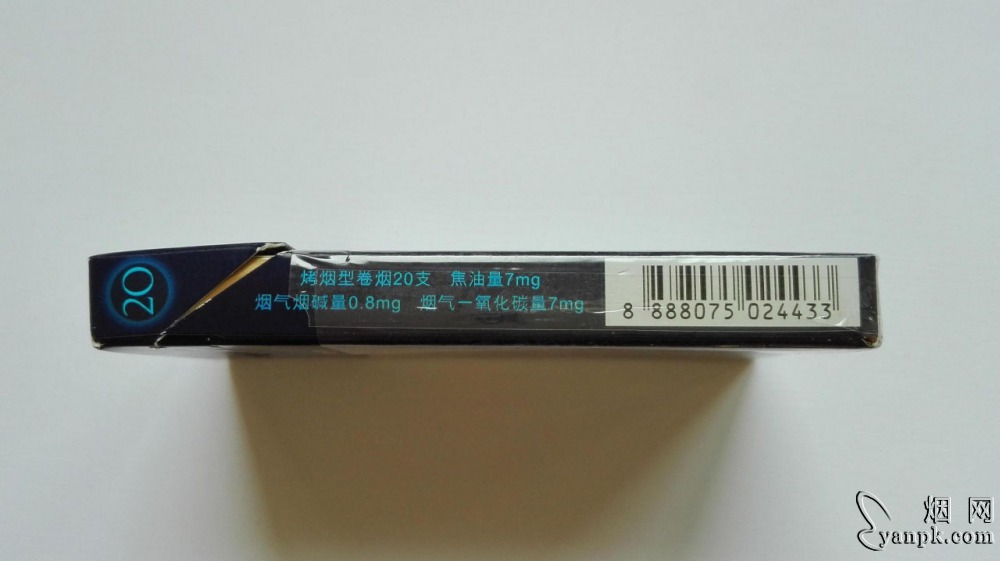 20
烤烟型卷烟20支 焦油量7mg
烟气烟碱量0.8mg 烟气一氧化碳量7mg
8 888075 024433
烟网
yanpk.com